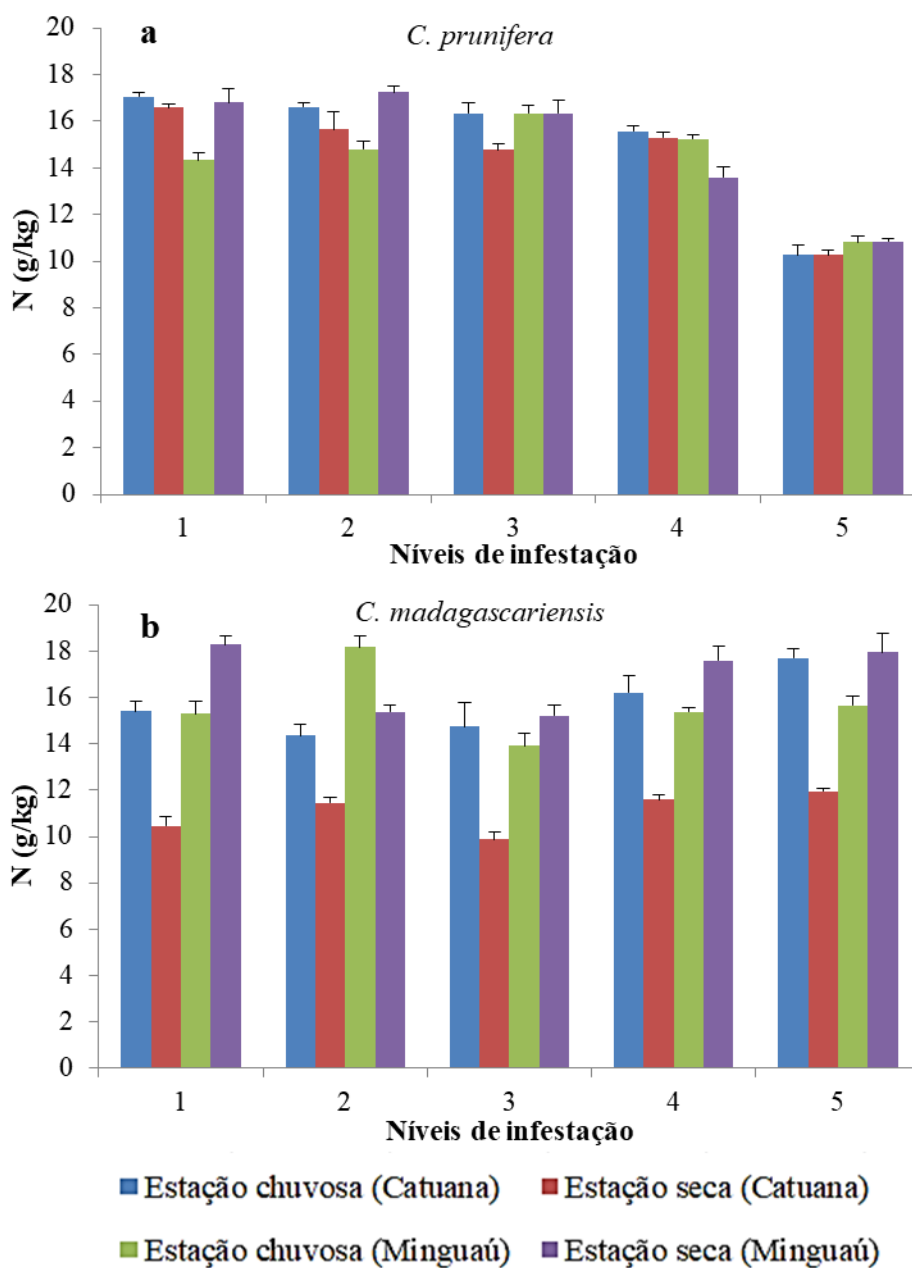 a
C. prunifera
N (g/kg)
20
18
16
14
12
10
8
6
4
2
0
1 2 3 4 5
Níveis de infestação
b
C. madagascariensis
N (g/kg)
20
18
16
14
12
10
8
6
4
2
0
1 2 3 4 5
Níveis de infestação
Estação chuvosa (Catuana) Estação seca (Catuana)
Estação chuvosa (Minguaú) Estação seca (Minguaú)